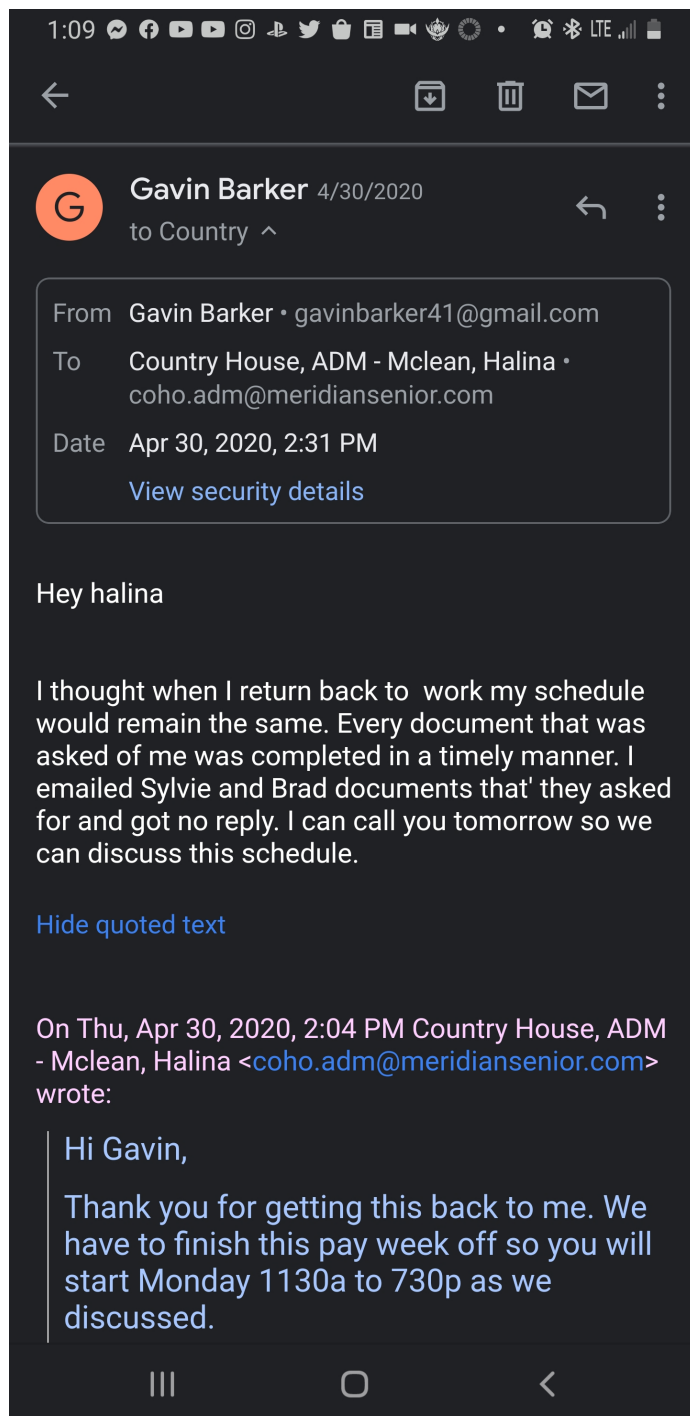 1:09 LTE
Gavin Barker 4/30/2020
G
to Country
From Gavin Barker • gavinbarker41@gmail.com
To Country House, ADM - Mclean, Halina •
coho.adm@meridiansenior.com
Date Apr 30, 2020, 2:31 PM
View security details
Hey halina
I thought when I return back to  work my schedule
would remain the same. Every document that was
asked of me was completed in a timely manner. I
emailed Sylvie and Brad documents that' they asked
for and got no reply. I can call you tomorrow so we
can discuss this schedule.
Hide quoted text
On Thu, Apr 30, 2020, 2:04 PM Country House, ADM
- Mclean, Halina <coho.adm@meridiansenior.com>
wrote:
Hi Gavin,
Thank you for getting this back to me. We
have to finish this pay week off so you will
start Monday 1130a to 730p as we
discussed.